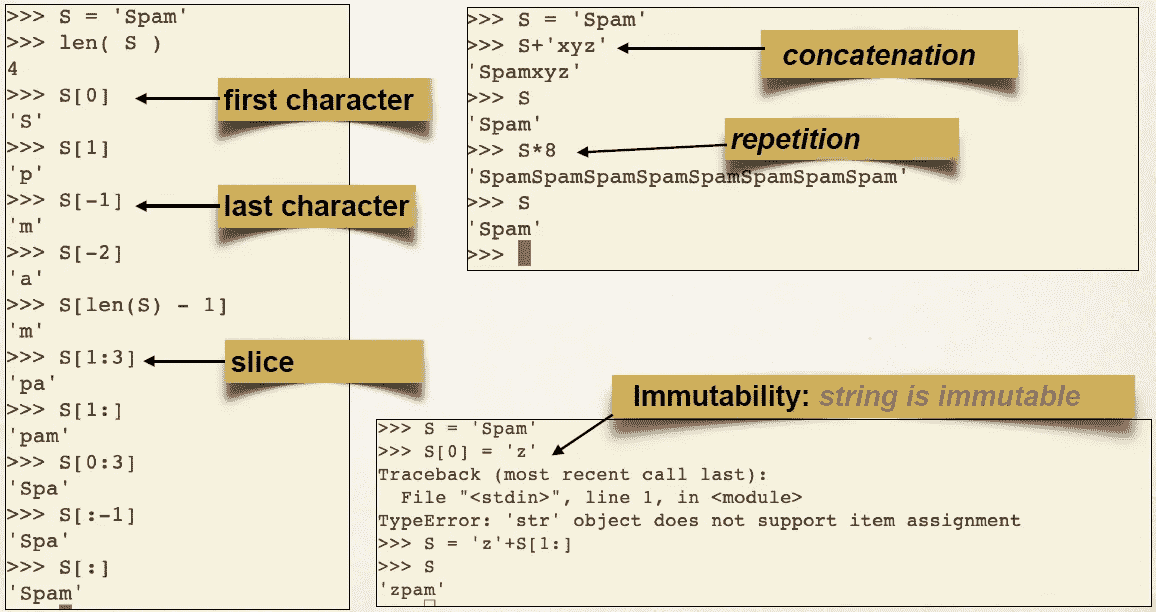 >>> S = 'Spam'
>>> len( S )
4
>>> S[0]
first character
'S'
>>> S[1]
'p'
>>> S[-1]
last character
'm'
>>> S[-2]
'a'
>>> S[len(S) - 1]
'm'
>>> S[1:3]
slice
'pa'
>>> S[1:]
'pam'
>>> S[0:3]
'Spa'
>>> S[:-1]
'Spa'
>>> S[:]
'Spam'
>>> S = 'Spam'
>>> S+'xyz'
concatenation
'Spamxyz'
>>> S
'Spam'
>>> S*8
repetition
'SpamSpamSpamSpamSpamSpamSpamSpam'
>>> S
'Spam'
>>>
Immutability: string is immutable
>>> S = 'Spam'
>>> S[0] = 'z'
Traceback (most recent call last):
File "<stdin>", line 1, in <module>
TypeError: 'str' object does not support item assignment
>>> S = 'z'+S[1:]
>>> S
'zpam'